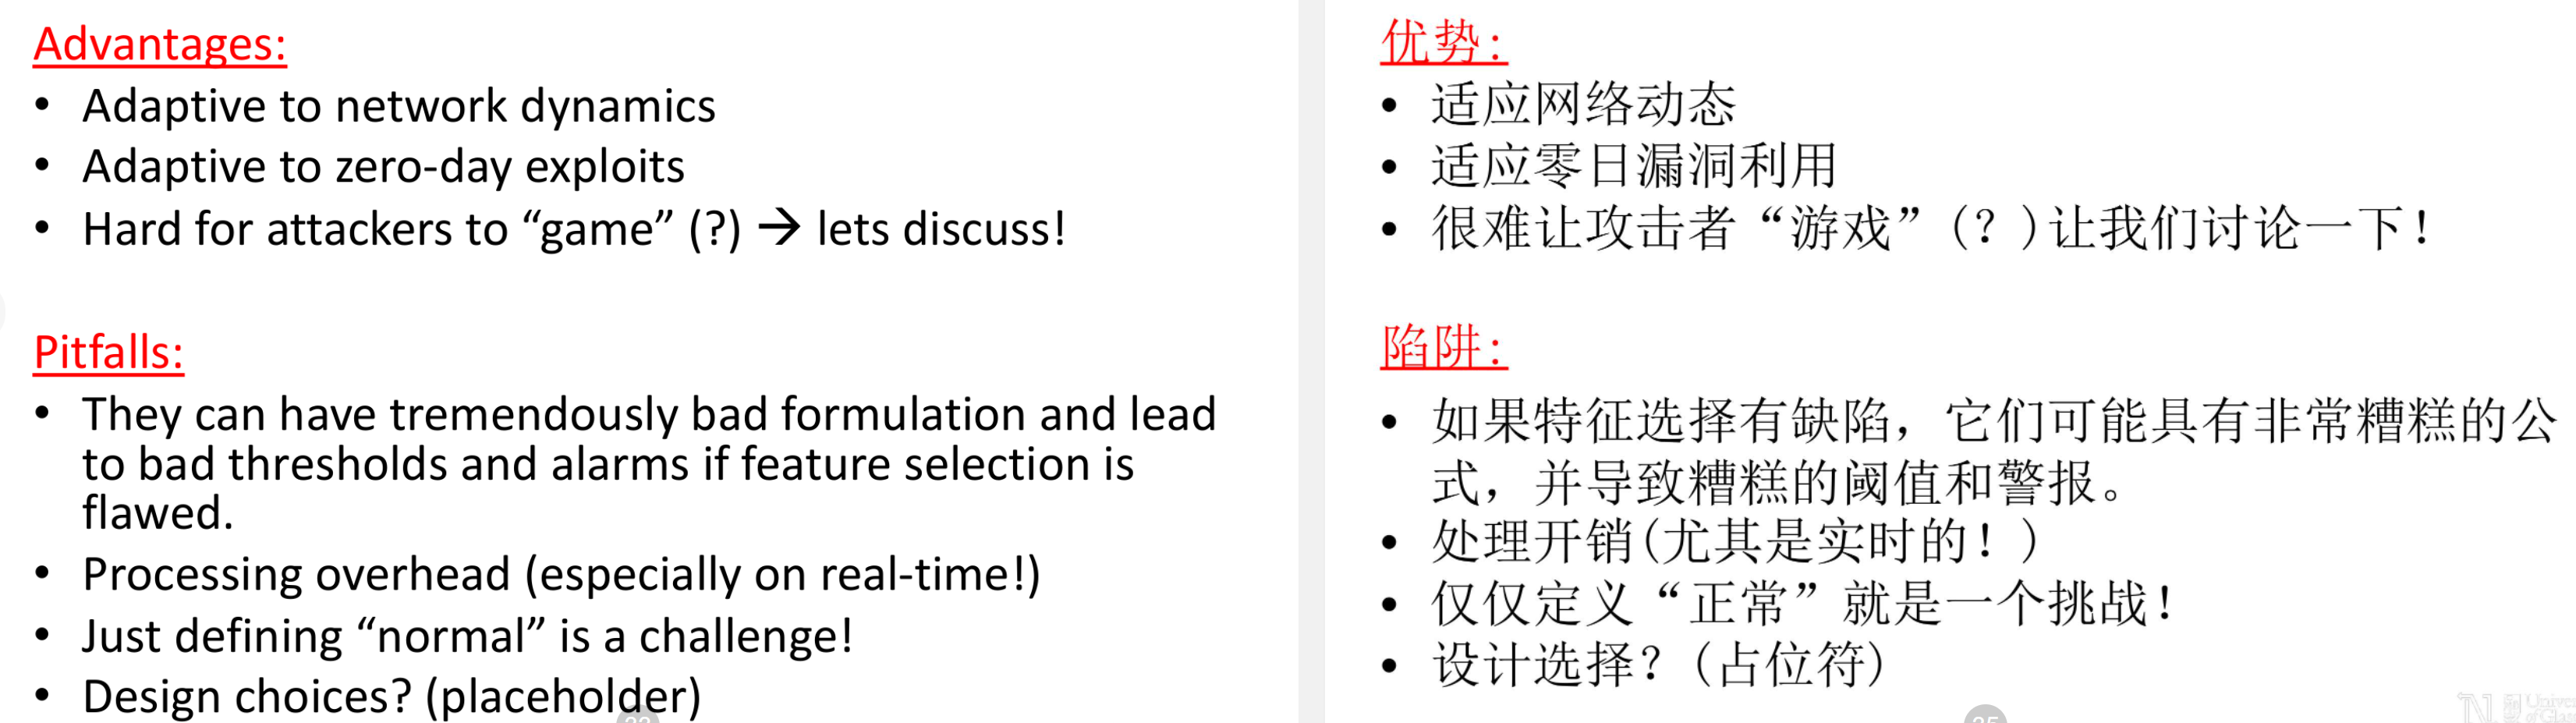 Advantages:
• Adaptive to network dynamics
• Adaptive to zero-day exploits
• Hard for attackers to “game” (?) → lets discuss!
Pitfalls:
• They can have tremendously bad formulation and lead
to bad thresholds and alarms if feature selection is
flawed.
• Processing overhead (especially on real-time!)
• Just defining “normal” is a challenge!
• Design choices? (placeholder)
优势:
• 适应网络动态
• 适应零日漏洞利用
• 很难让攻击者“游戏”(? )让我们讨论一下!
陷阱:
• 如果特征选择有缺陷，它们可能具有非常糟糕的公
式，并导致糟糕的阈值和警报。
• 处理开销(尤其是实时的! )
• 仅仅定义“正常”就是一个挑战!
• 设计选择? (占位符)